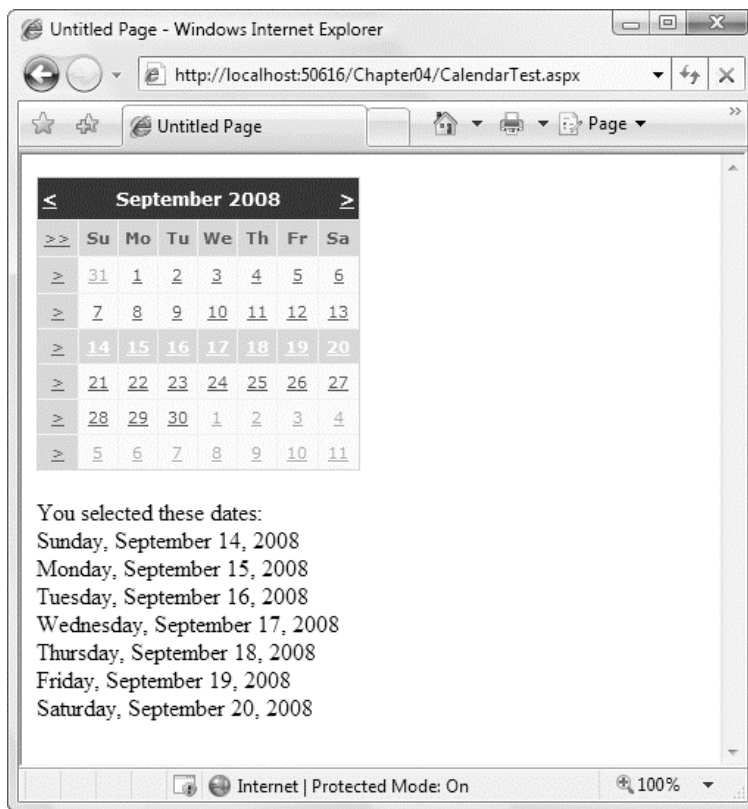 Untitled Page - Windows Internet Explorer
http://localhost:50616/Chapter04/CalendarTest.aspx
Untitled Page
Page
>>
< September 2008 >
>> Su Mo Tu We Th Fr Sa
> 31 1 2 3 4 5 6
> 7 8 9 10 11 12 13
> 14 15 16 17 18 19 20
> 21 22 23 24 25 26 27
> 28 29 30 1 2 3 4
> 5 6 7 8 9 10 11
You selected these dates:
Sunday, September 14, 2008
Monday, September 15, 2008
Tuesday, September 16, 2008
Wednesday, September 17, 2008
Thursday, September 18, 2008
Friday, September 19, 2008
Saturday, September 20, 2008
Internet | Protected Mode: On
100%